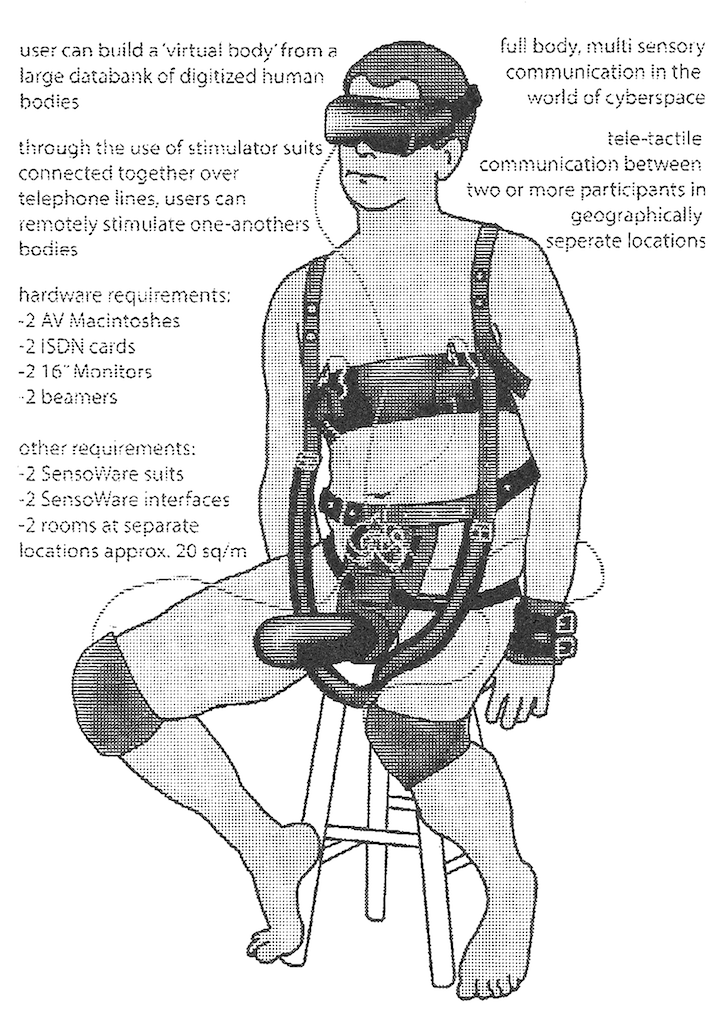 user can build a 'virtual body' from a
large databank of digitized human
bodies
through the use of stimulator suits
connected together over
telephone lines, users can
remotely stimulate one-anothers
bodies
hardware requirements:
-2 AV Macintoshes
-2 ISDN cards
-2 16" Monitors
-2 beamers
other requirements:
-2 SensoWare suits
-2 SensoWare interfaces
-2 rooms at separate
locations approx. 20 sq/m
full body, multi sensory
communication in the
world of cyberspace
tele-tactile
communication between
two or more participants in
geographically
seperate locations